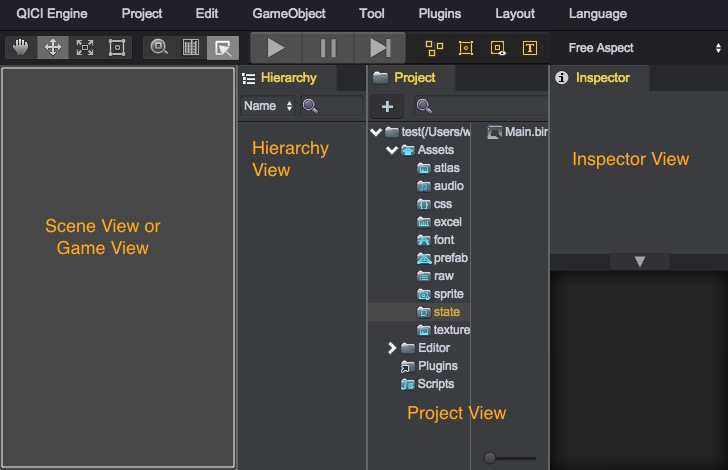 QICI Engine Project Edit GameObject Tool Plugins Layout Language
T Free Aspect
Hierarchy Project Inspector
Name
test(/Users/w Main.bin
Assets
atlas
audio
css
excel
font
prefab
raw
sprite
state
texture
Editor
Plugins
Scripts
Scene View or
Game View
Hierarchy
View
Project View
Inspector View